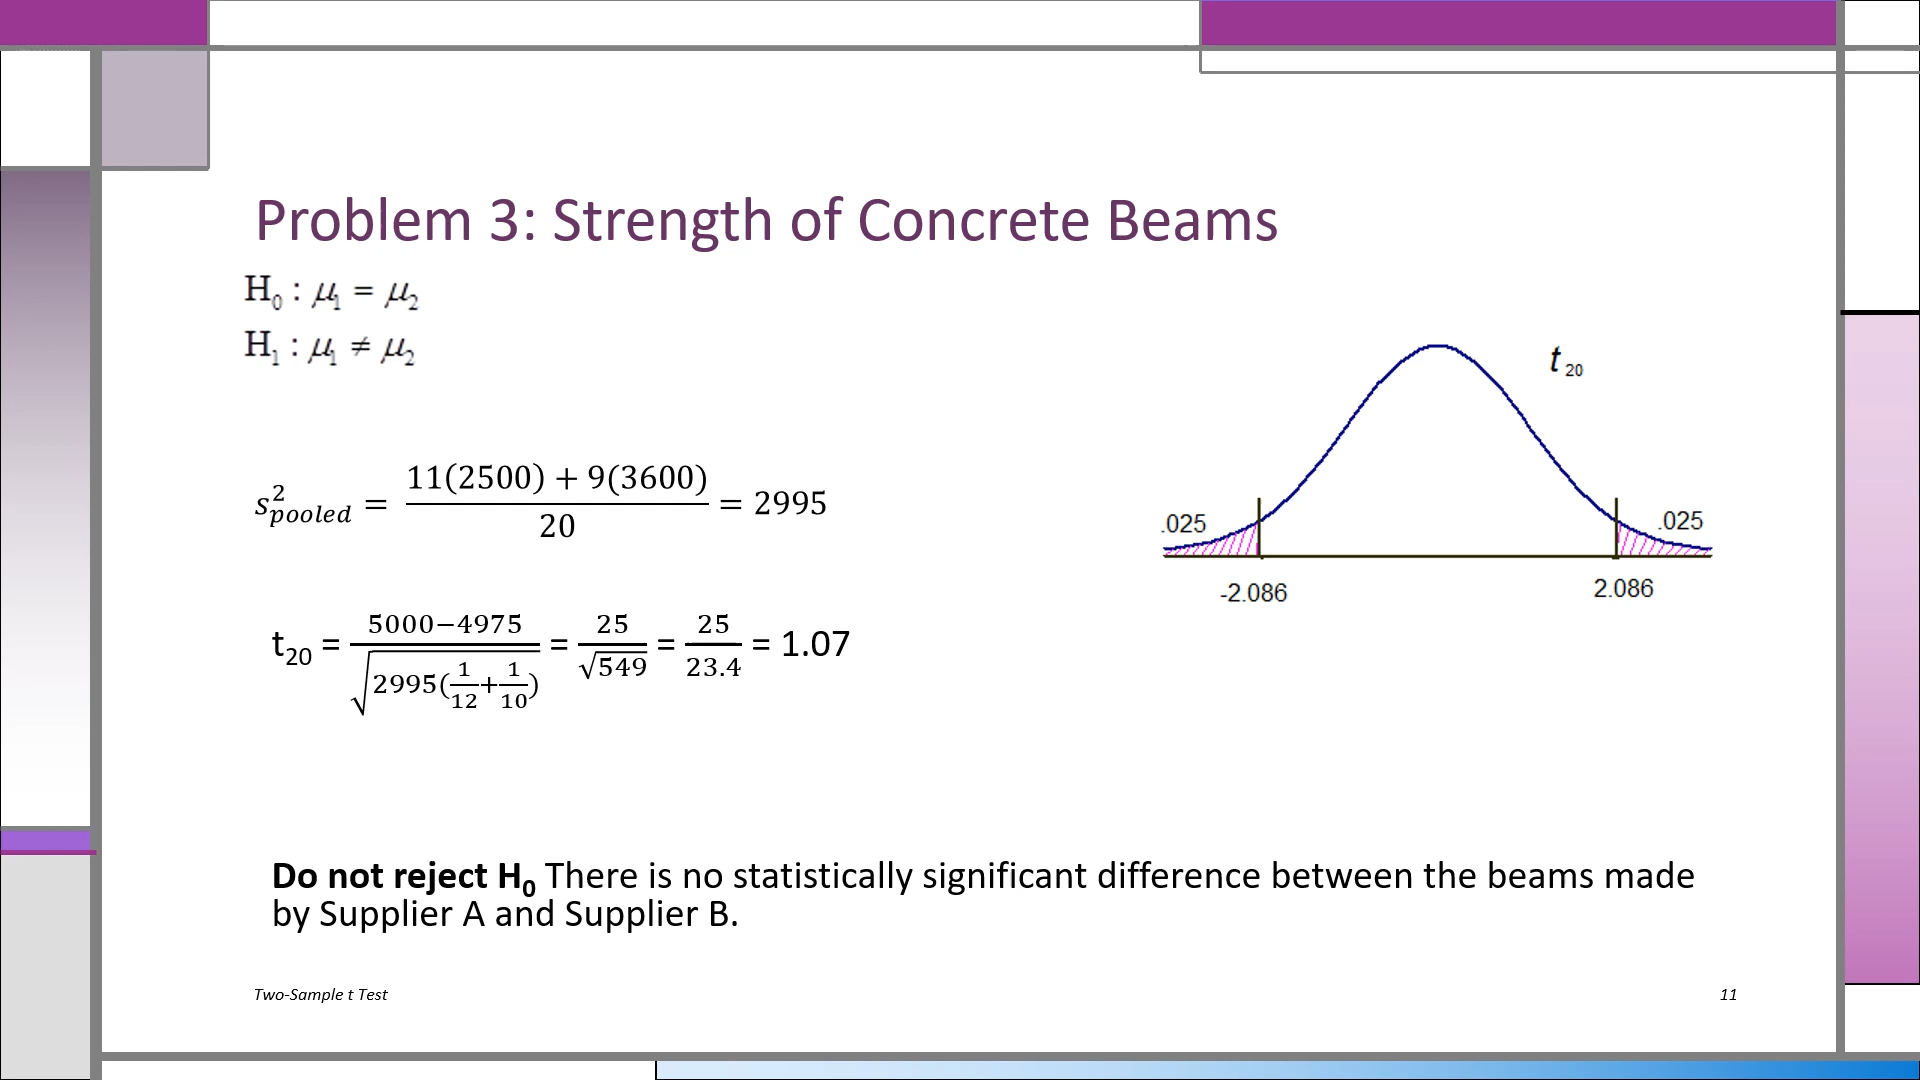 Problem 3: Strength of Concrete Beams
H₀ : μ₁ = μ₂
H₁ : μ₁ ≠ μ₂
s²pooled = (11(2500) + 9(3600))/20 = 2995
t₂₀ = (5000−4975)/√(2995(1/12+1/10)) = 25/√549 = 25/23.4 = 1.07
t 20
.025
.025
-2.086
2.086
Do not reject H₀ There is no statistically significant difference between the beams made
by Supplier A and Supplier B.
Two-Sample t Test
11